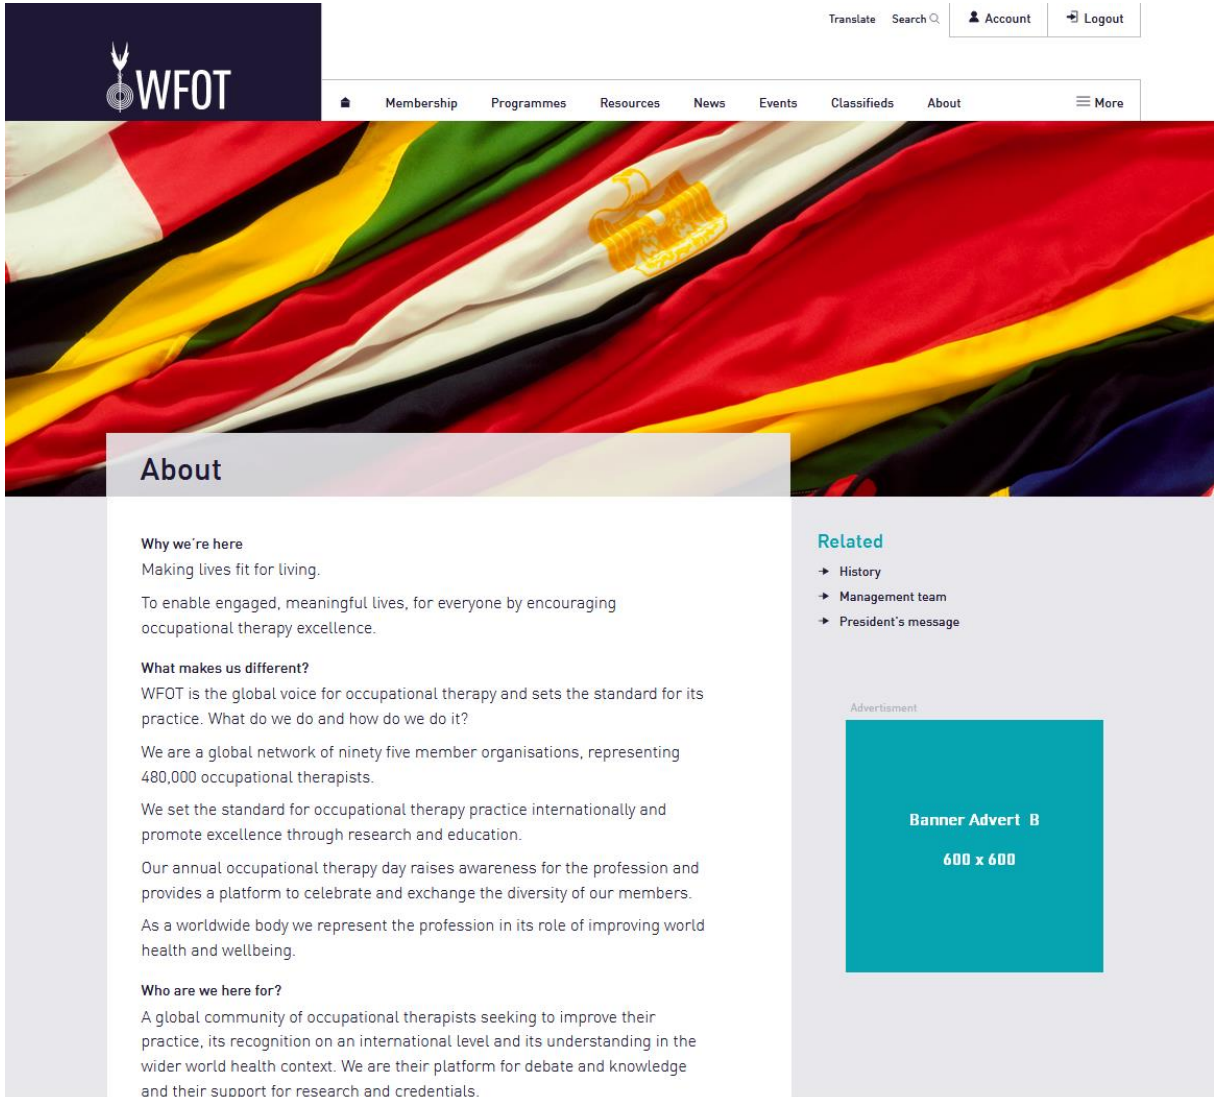 Translate Search Account Logout
WFOT
Membership Programmes Resources News Events Classifieds About More
About
Why we're here
Making lives fit for living.
To enable engaged, meaningful lives, for everyone by encouraging
occupational therapy excellence.
What makes us different?
WFOT is the global voice for occupational therapy and sets the standard for its
practice. What do we do and how do we do it?
We are a global network of ninety five member organisations, representing
480,000 occupational therapists.
We set the standard for occupational therapy practice internationally and
promote excellence through research and education.
Our annual occupational therapy day raises awareness for the profession and
provides a platform to celebrate and exchange the diversity of our members.
As a worldwide body we represent the profession in its role of improving world
health and wellbeing.
Who are we here for?
A global community of occupational therapists seeking to improve their
practice, its recognition on an international level and its understanding in the
wider world health context. We are their platform for debate and knowledge
and their support for research and credentials.
Related
History
Management team
President's message
Advertisment
Banner Advert B
600 x 600